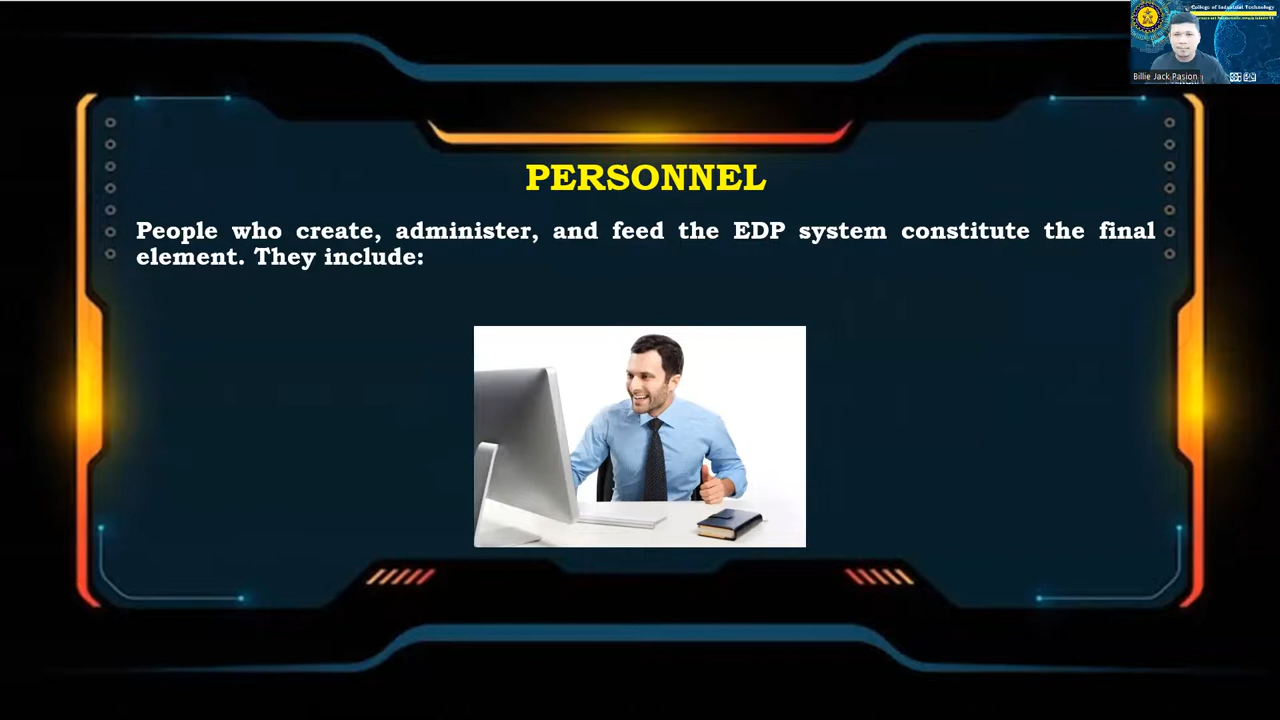 College of Industrial Technology
Billie Jack Pasion
PERSONNEL
People who create, administer, and feed the EDP system constitute the final
element. They include: